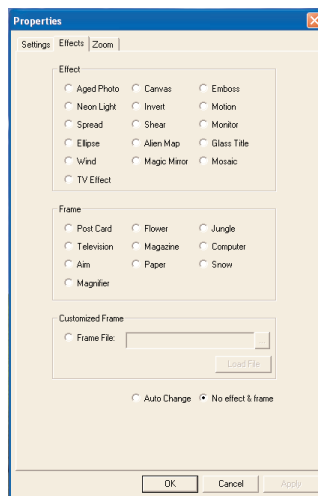 Properties
Settings Effects Zoom
Effect
Aged Photo Canvas Emboss
Neon Light Invert Motion
Spread Shear Monitor
Ellipse Alien Map Glass Title
Wind Magic Mirror Mosaic
TV Effect
Frame
Post Card Flower Jungle
Television Magazine Computer
Aim Paper Snow
Magnifier
Customized Frame
Frame File: ...
Load File
Auto Change No effect & frame
OK Cancel Apply